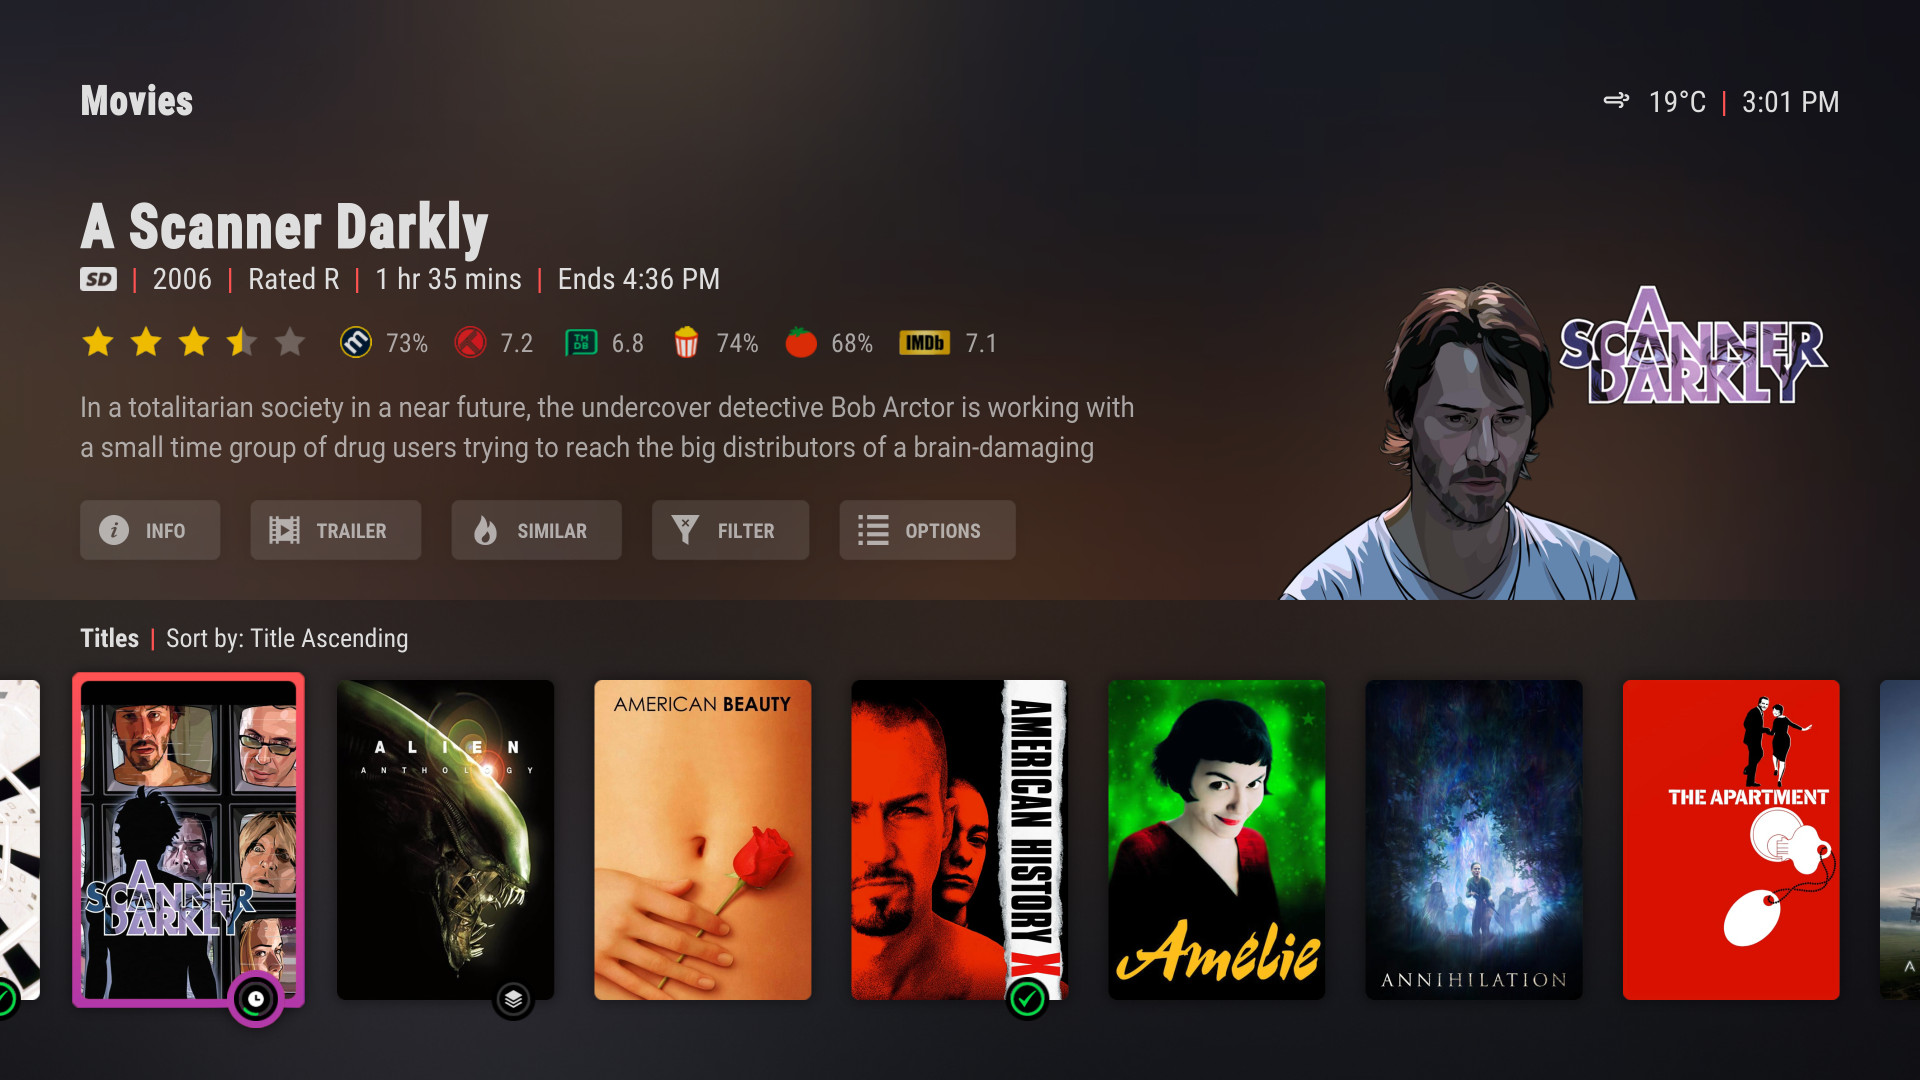 Movies
19°C | 3:01 PM
A Scanner Darkly
SD | 2006 | Rated R | 1 hr 35 mins | Ends 4:36 PM
m 73% 7.2 TMDB 6.8 74% 68% IMDb 7.1
In a totalitarian society in a near future, the undercover detective Bob Arctor is working with
a small time group of drug users trying to reach the big distributors of a brain-damaging
A
SCANNER
DARKLY
INFO TRAILER SIMILAR FILTER OPTIONS
Titles | Sort by: Title Ascending
A
SCANNER
DARKLY
ALIEN
ANTHOLOGY
AMERICAN BEAUTY
AMERICAN HISTORY X
Amélie
ANNIHILATION
THE APARTMENT
A